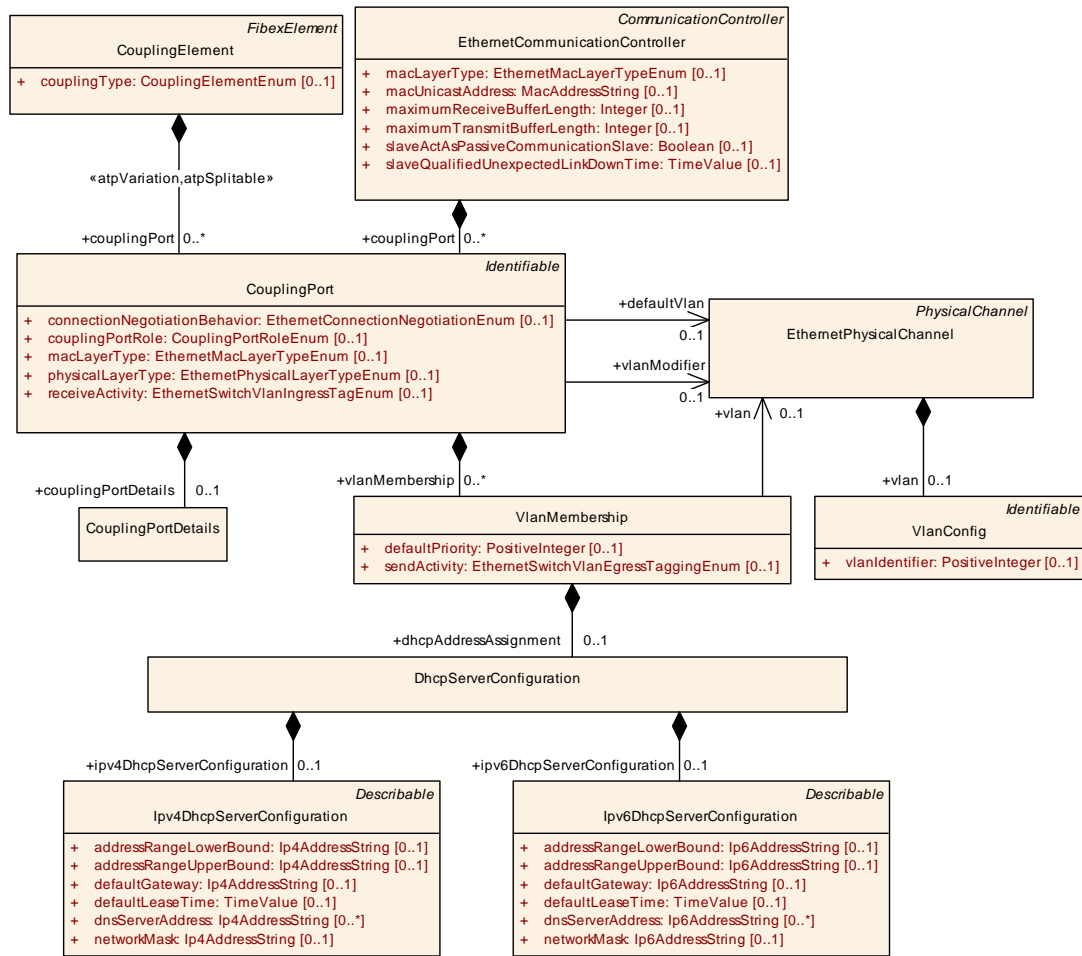 FibexElement
CouplingElement
+ couplingType: CouplingElementEnum [0..1]
CommunicationController
EthernetCommunicationController
+ macLayerType: EthernetMacLayerTypeEnum [0..1]
+ macUnicastAddress: MacAddressString [0..1]
+ maximumReceiveBufferLength: Integer [0..1]
+ maximumTransmitBufferLength: Integer [0..1]
+ slaveActAsPassiveCommunicationSlave: Boolean [0..1]
+ slaveQualifiedUnexpectedLinkDownTime: TimeValue [0..1]
«atpVariation,atpSplitable»
+couplingPort 0..*
+couplingPort 0..*
Identifiable
CouplingPort
+ connectionNegotiationBehavior: EthernetConnectionNegotiationEnum [0..1]
+ couplingPortRole: CouplingPortRoleEnum [0..1]
+ macLayerType: EthernetMacLayerTypeEnum [0..1]
+ physicalLayerType: EthernetPhysicalLayerTypeEnum [0..1]
+ receiveActivity: EthernetSwitchVlanIngressTagEnum [0..1]
+defaultVlan
0..1
+vlanModifier
0..1
PhysicalChannel
EthernetPhysicalChannel
+vlan 0..1
+couplingPortDetails 0..1
+vlanMembership 0..*
+vlan 0..1
CouplingPortDetails
VlanMembership
+ defaultPriority: PositiveInteger [0..1]
+ sendActivity: EthernetSwitchVlanEgressTaggingEnum [0..1]
Identifiable
VlanConfig
+ vlanIdentifier: PositiveInteger [0..1]
+dhcpAddressAssignment 0..1
DhcpServerConfiguration
+ipv4DhcpServerConfiguration 0..1
+ipv6DhcpServerConfiguration 0..1
Describable
Ipv4DhcpServerConfiguration
+ addressRangeLowerBound: Ip4AddressString [0..1]
+ addressRangeUpperBound: Ip4AddressString [0..1]
+ defaultGateway: Ip4AddressString [0..1]
+ defaultLeaseTime: TimeValue [0..1]
+ dnsServerAddress: Ip4AddressString [0..*]
+ networkMask: Ip4AddressString [0..1]
Describable
Ipv6DhcpServerConfiguration
+ addressRangeLowerBound: Ip6AddressString [0..1]
+ addressRangeUpperBound: Ip6AddressString [0..1]
+ defaultGateway: Ip6AddressString [0..1]
+ defaultLeaseTime: TimeValue [0..1]
+ dnsServerAddress: Ip6AddressString [0..*]
+ networkMask: Ip6AddressString [0..1]